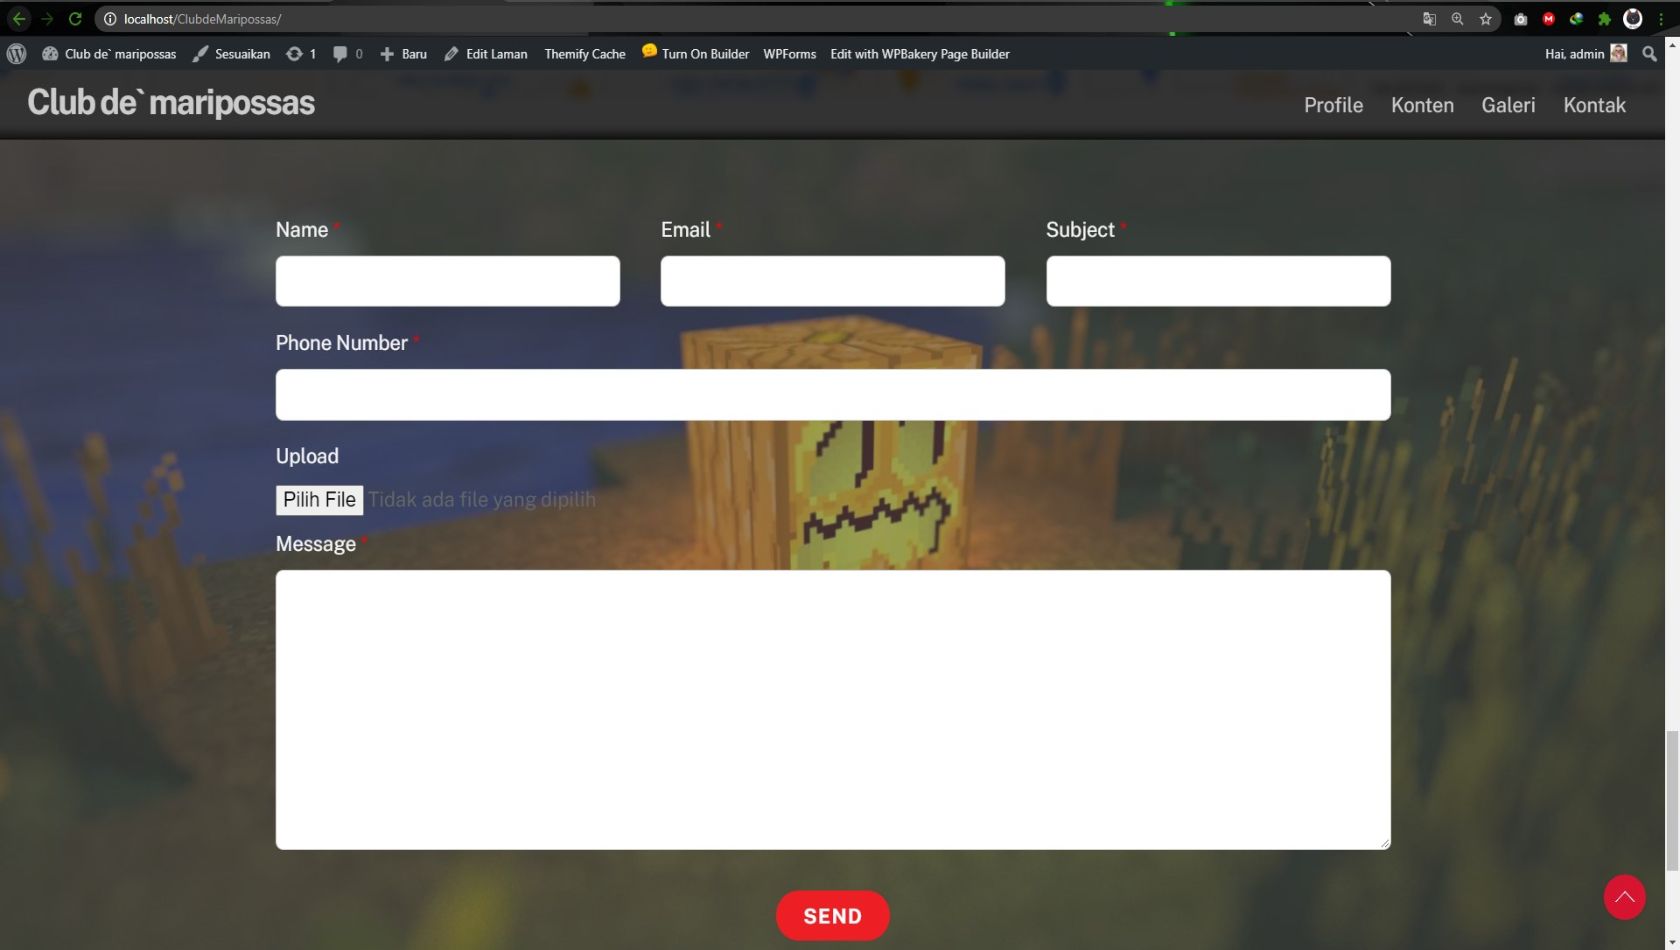 localhost/ClubdeMaripossas/
Club de` maripossas Sesuaikan 1 0 Baru Edit Laman Themify Cache Turn On Builder WPForms Edit with WPBakery Page Builder Hai, admin
Club de` maripossas Profile Konten Galeri Kontak
Name * Email * Subject *
Phone Number *
Upload
Pilih File Tidak ada file yang dipilih
Message *
SEND